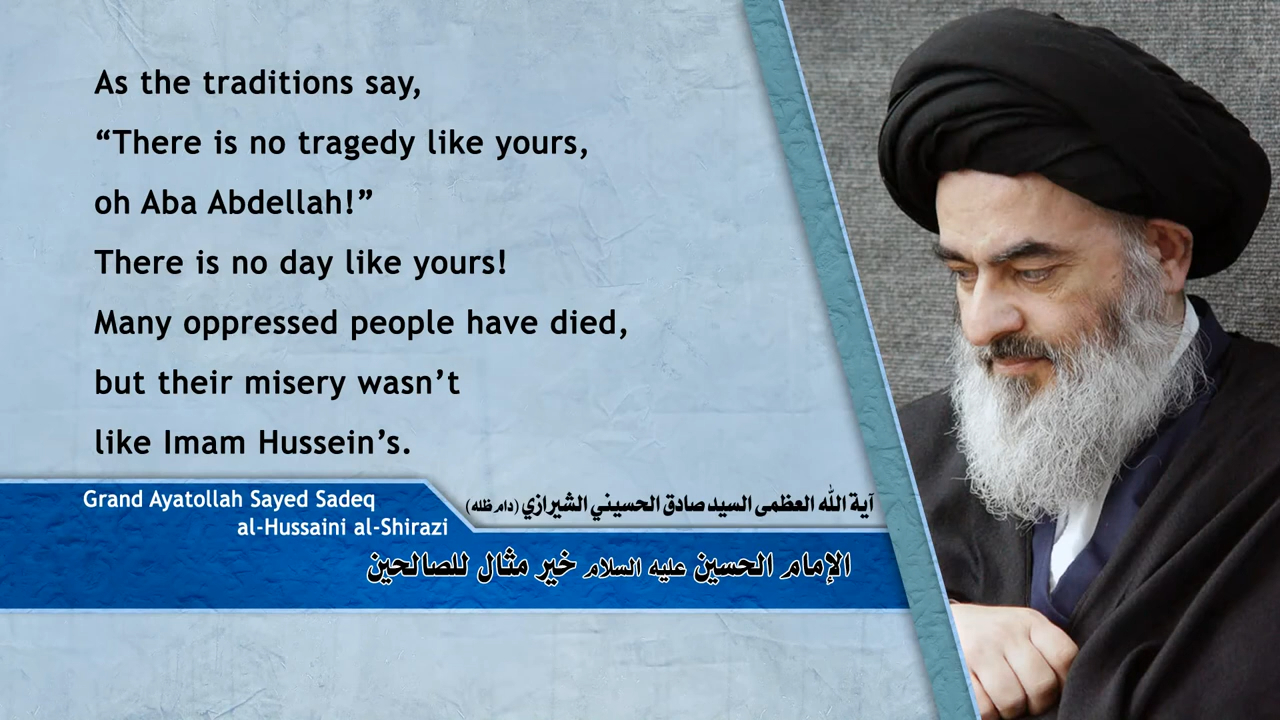 As the traditions say,
“There is no tragedy like yours,
oh Aba Abdellah!”
There is no day like yours!
Many oppressed people have died,
but their misery wasn’t
like Imam Hussein’s.
Grand Ayatollah Sayed Sadeq
al-Hussaini al-Shirazi
آية الله العظمى السيد صادق الحسيني الشيرازي (دام ظله)
الإمام الحسين عليه السلام خير مثال للصالحين